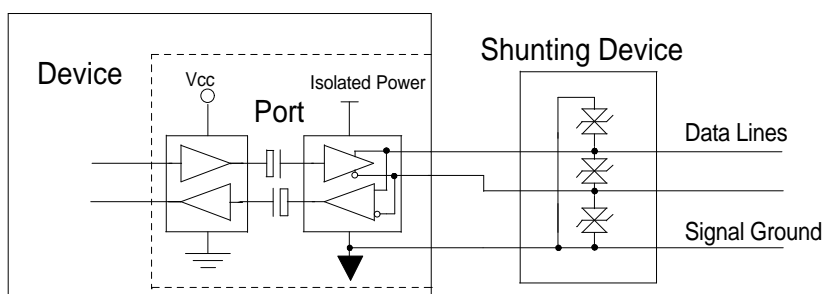 Shunting Device
Device
Vcc
Isolated Power
Port
Data Lines
Signal Ground